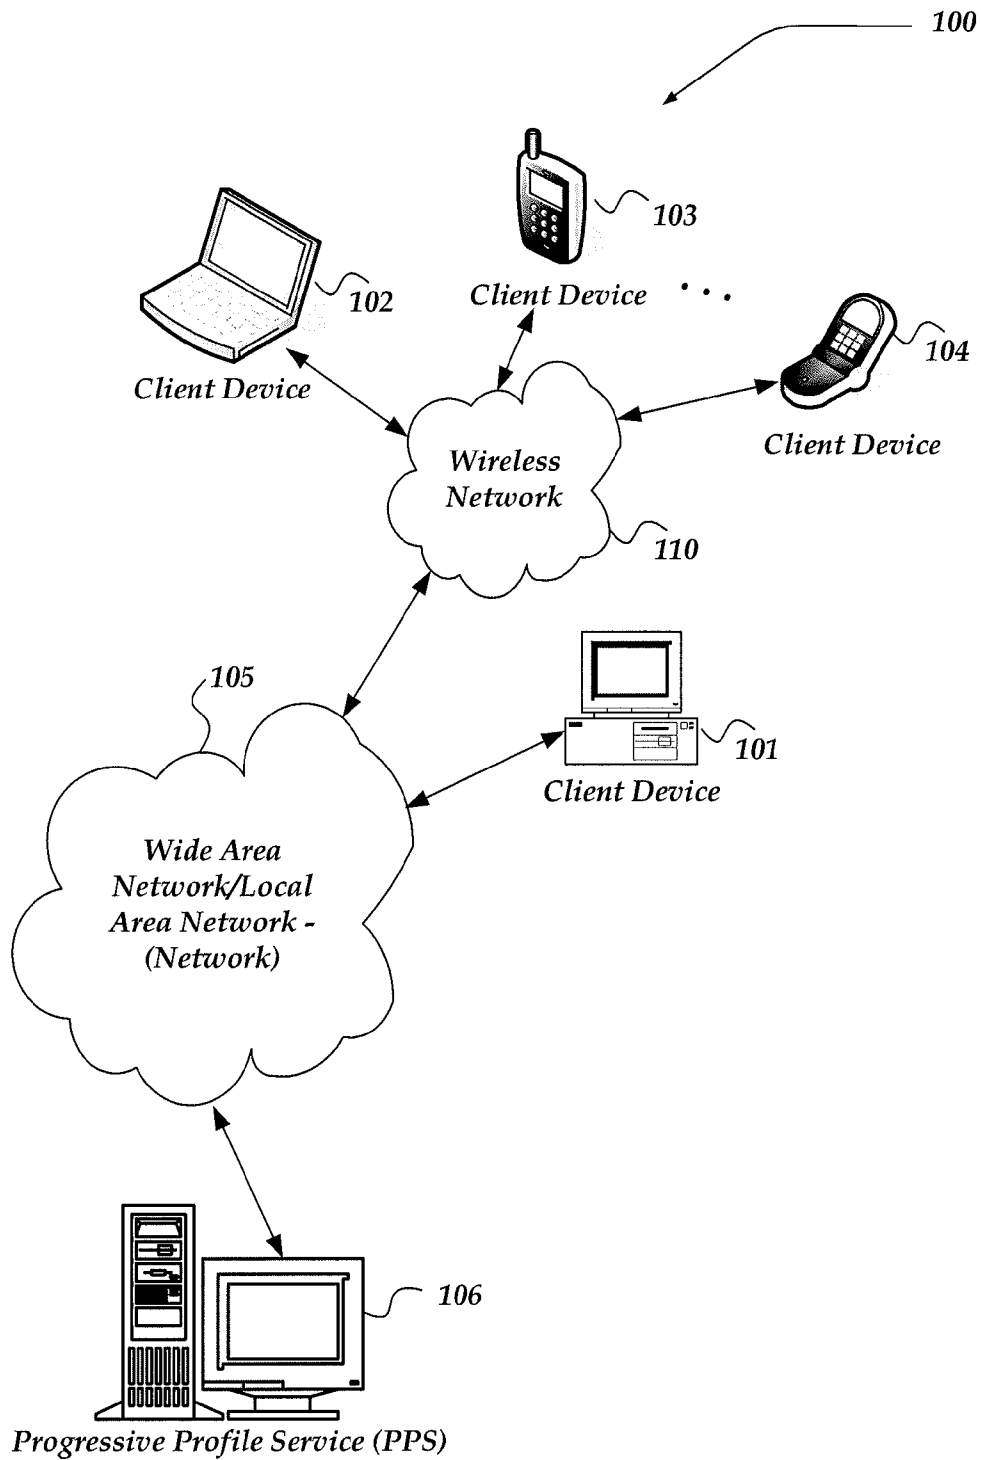 100
103
Client Device
102
Client Device
104
Client Device
Wireless
Network
110
105
101
Client Device
Wide Area
Network/Local
Area Network -
(Network)
106
Progressive Profile Service (PPS)